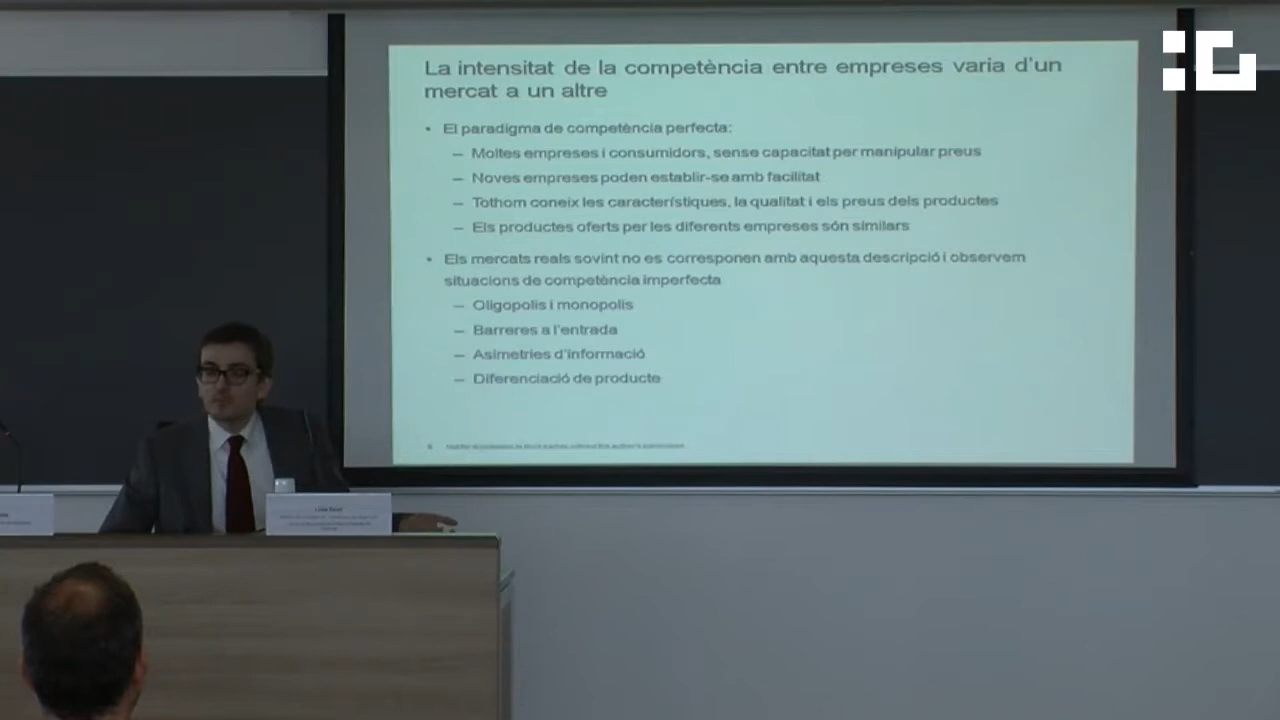 La intensitat de la competència entre empreses varia d'un
mercat a un altre
• El paradigma de competència perfecta:
– Moltes empreses i consumidors, sense capacitat per manipular preus
– Noves empreses poden establir-se amb facilitat
– Tothom coneix les característiques, la qualitat i els preus dels productes
– Els productes oferts per les diferents empreses són similars
• Els mercats reals sovint no es corresponen amb aquesta descripció i observem
situacions de competència imperfecta
– Oligopolis i monopolis
– Barreres a l'entrada
– Asimetries d'informació
– Diferenciació de producte